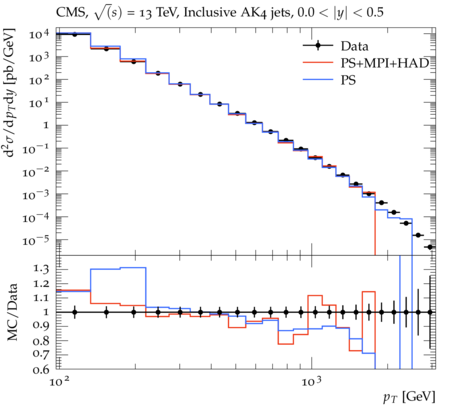 CMS, √(s) = 13 TeV, Inclusive AK4 jets, 0.0 < |y| < 0.5
d²σ/dp_T dy [pb/GeV]
10⁴
10³
10²
10¹
1
10⁻¹
10⁻²
10⁻³
10⁻⁴
10⁻⁵
Data
PS+MPI+HAD
PS
MC/Data
1.3
1.2
1.1
1
0.9
0.8
0.7
0.6
10² 10³
p_T [GeV]